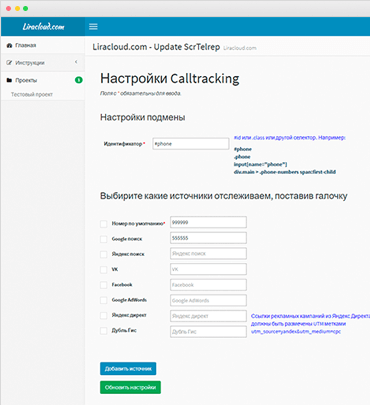 Liracloud.com
Главная
Инструкции
Проекты
Тестовый проект
Liracloud.com - Update ScrTelrep Liracloud.com
Настройки Calltracking
Поля с * обязательны для ввода.
Настройки подмены
Идентификатор * #phone
#id или .class или другой селектор. Например:
#phone
.phone
input[name="phone"]
div.main > .phone-numbers span:first-child
Выберите какие источники отслеживаем, поставив галочку
Номер по умолчанию* 999999
Google поиск 555555
Яндекс поиск Яндекс поиск
VK VK
Facebook Facebook
Google AdWords Google AdWords
Яндекс директ Яндекс директ
Ссылки рекламных кампаний из Яндекс Директа
должны быть размечены UTM метками
utm_source=yandex&utm_medium=cpc
Дубль Гис Дубль Гис
Добавить источник
Обновить настройки